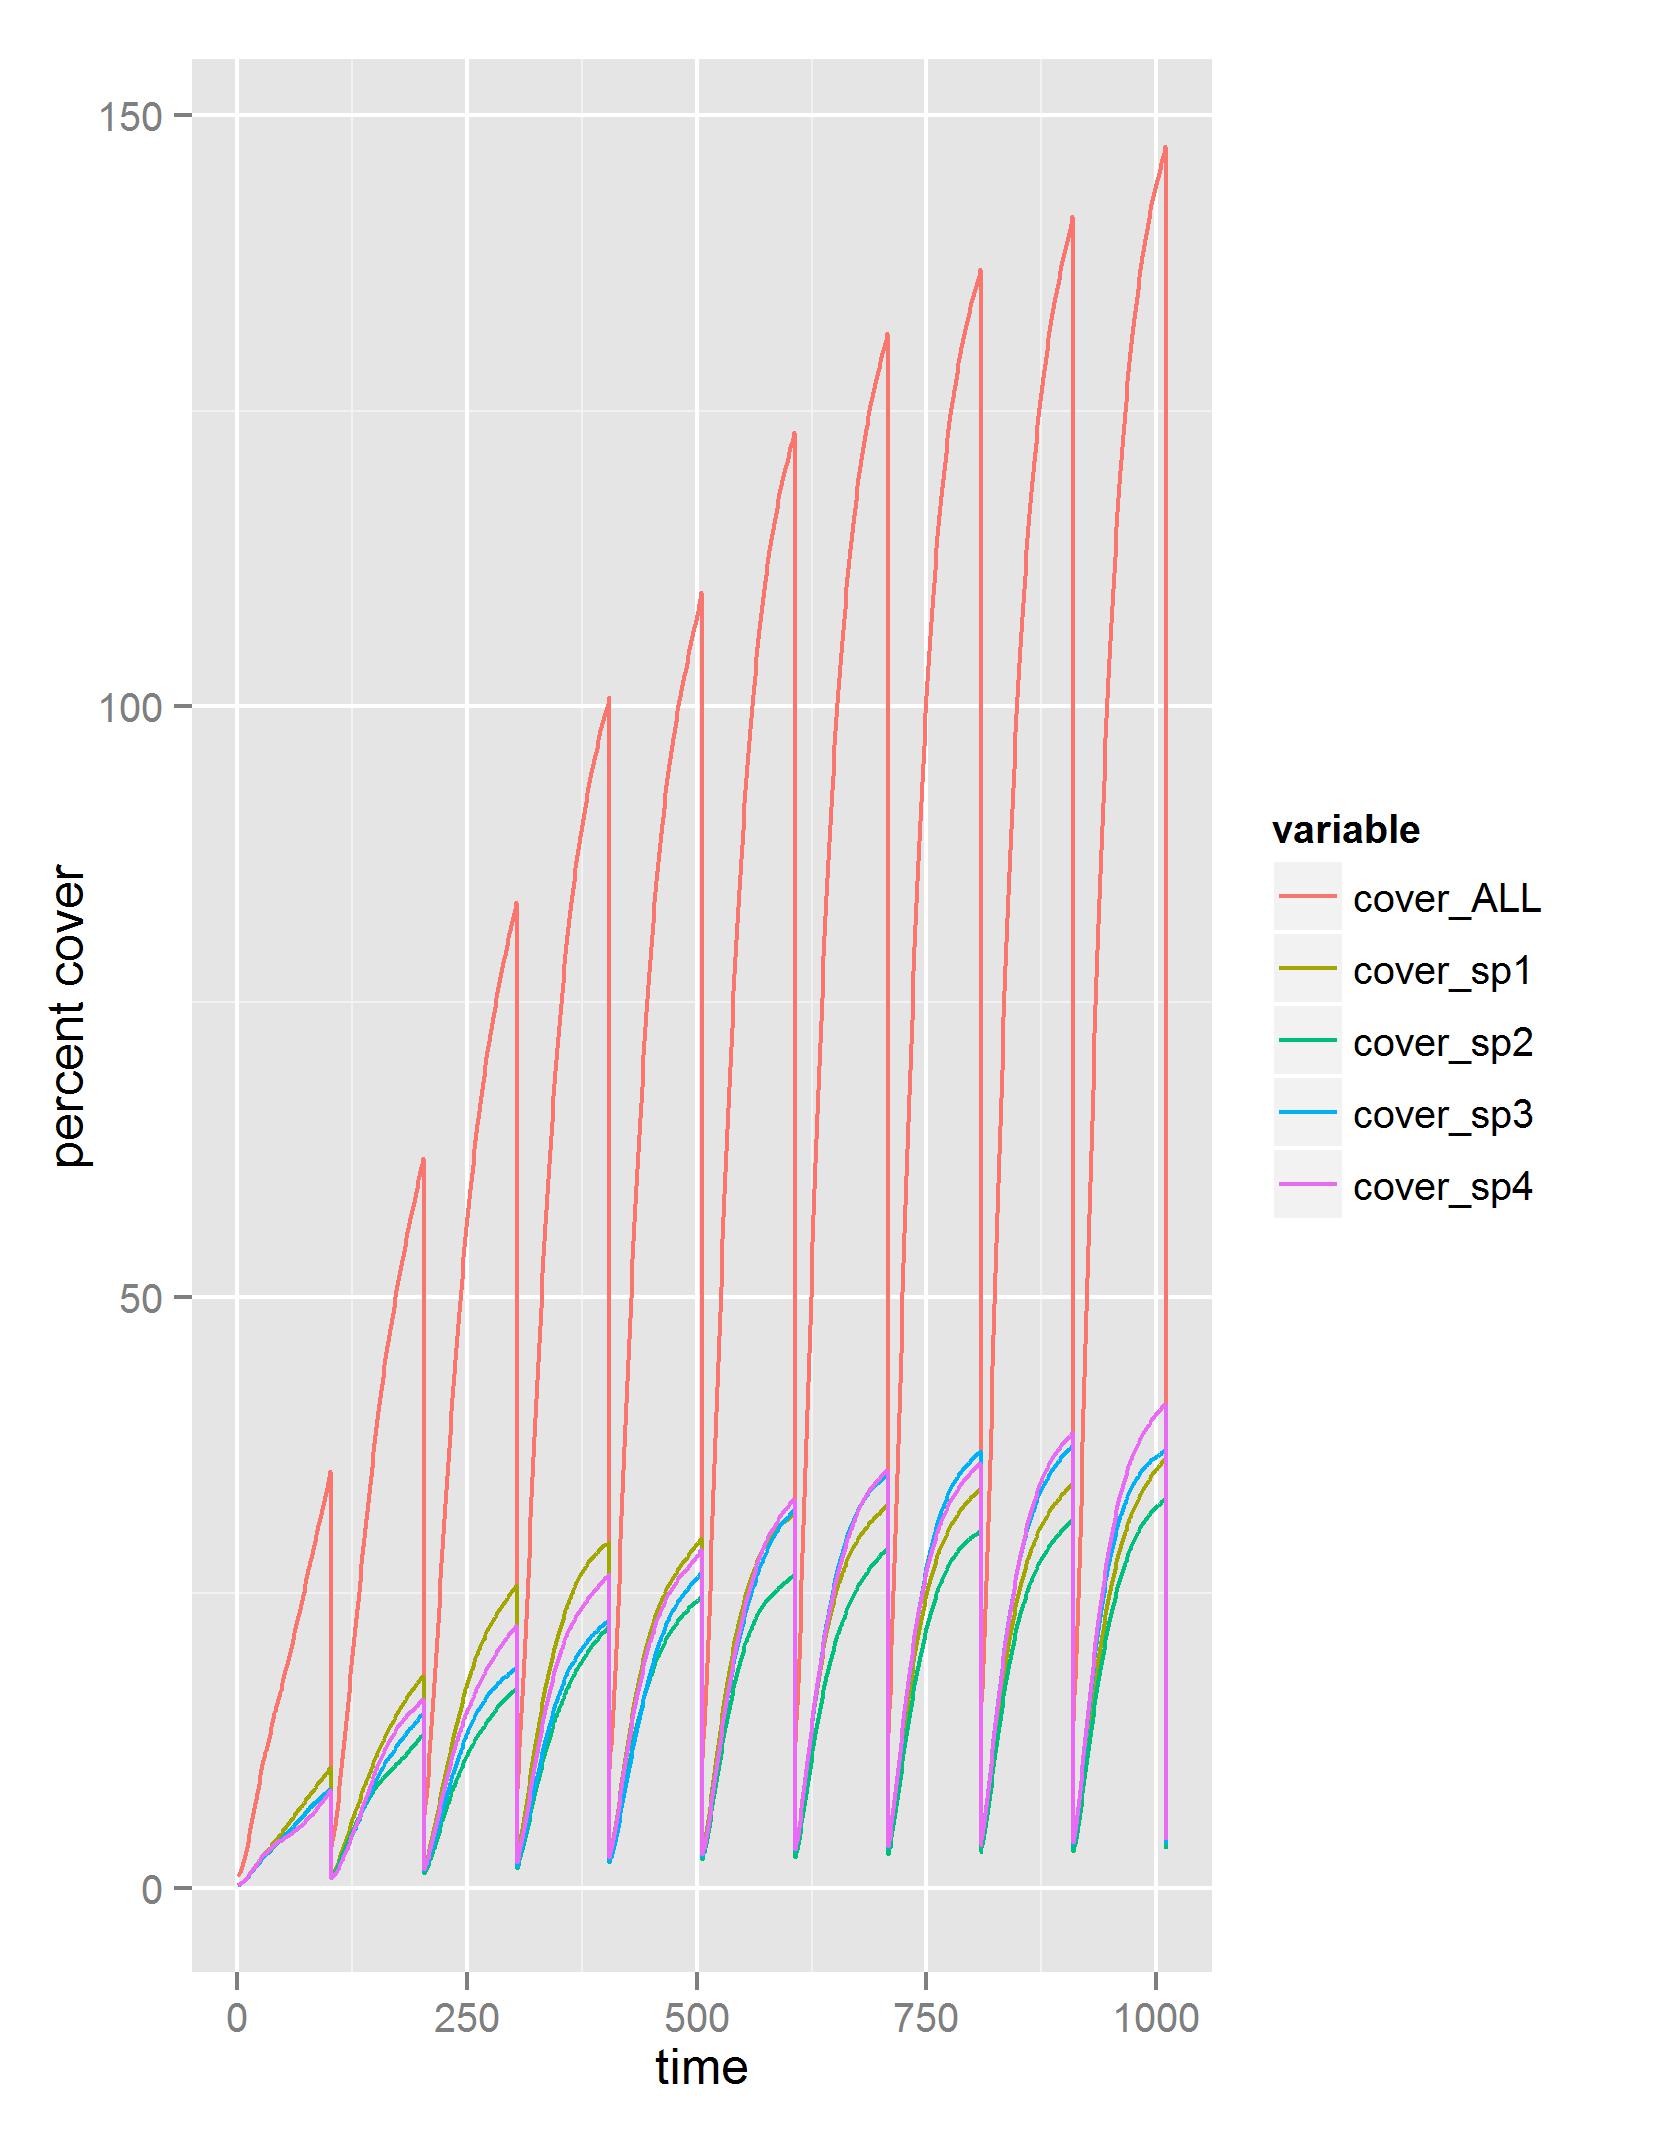 150
100
50
0
percent cover
0 250 500 750 1000
time
variable
cover_ALL
cover_sp1
cover_sp2
cover_sp3
cover_sp4